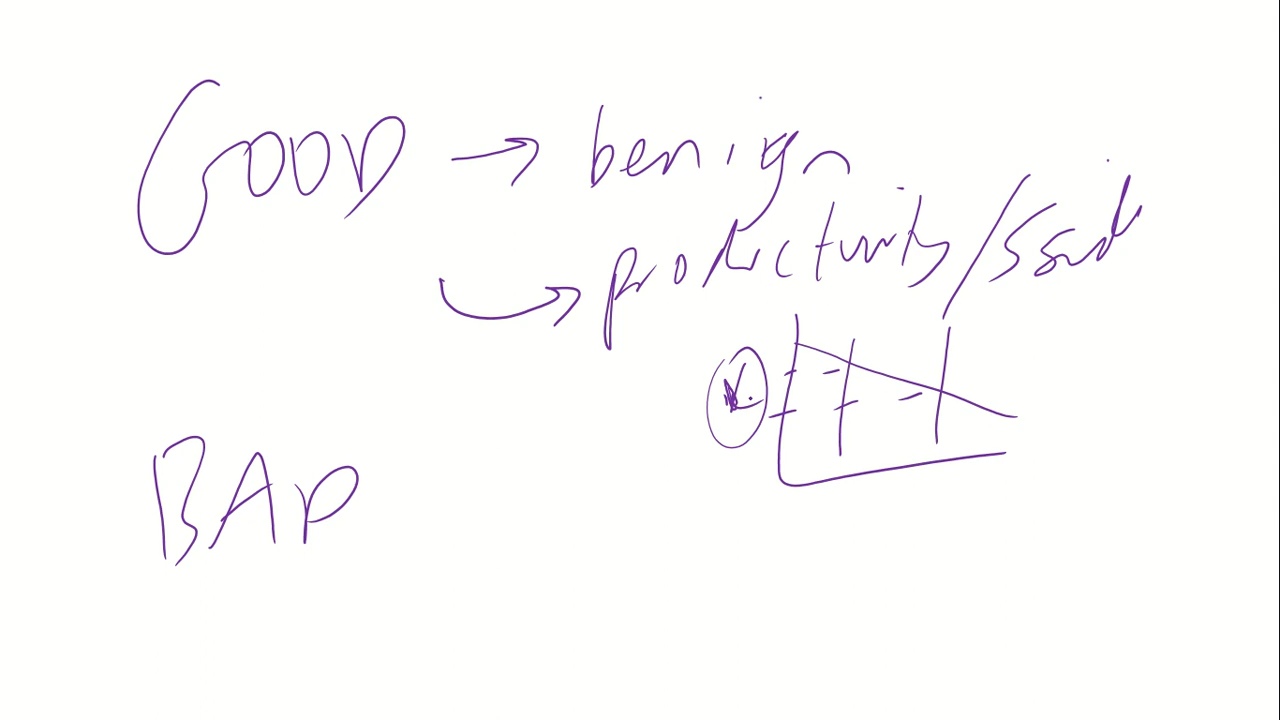 GOOD → benign
→ productivity/
BAD